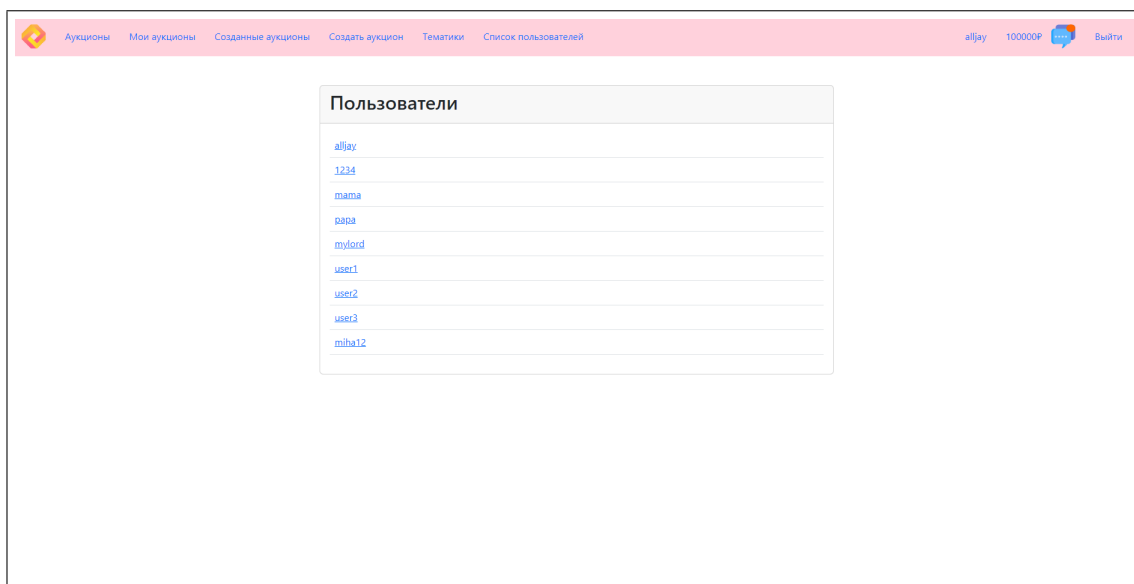 Аукционы Мои аукционы Созданные аукционы Создать аукцион Тематики Список пользователей alljay 100000₽ Выйти
Пользователи
alljay
1234
mama
papa
mylord
user1
user2
user3
miha12